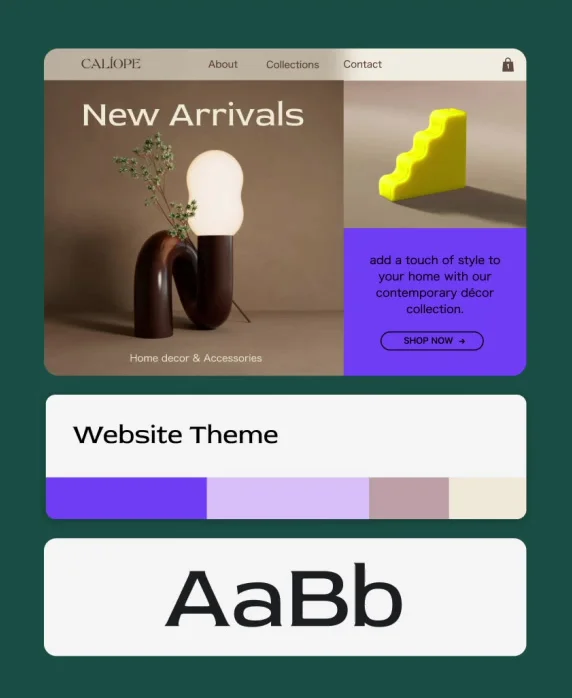 CALÍOPE
About
Collections
Contact
1
New Arrivals
Home decor & Accessories
add a touch of style to
your home with our
contemporary décor
collection.
SHOP NOW →
Website Theme
AaBb